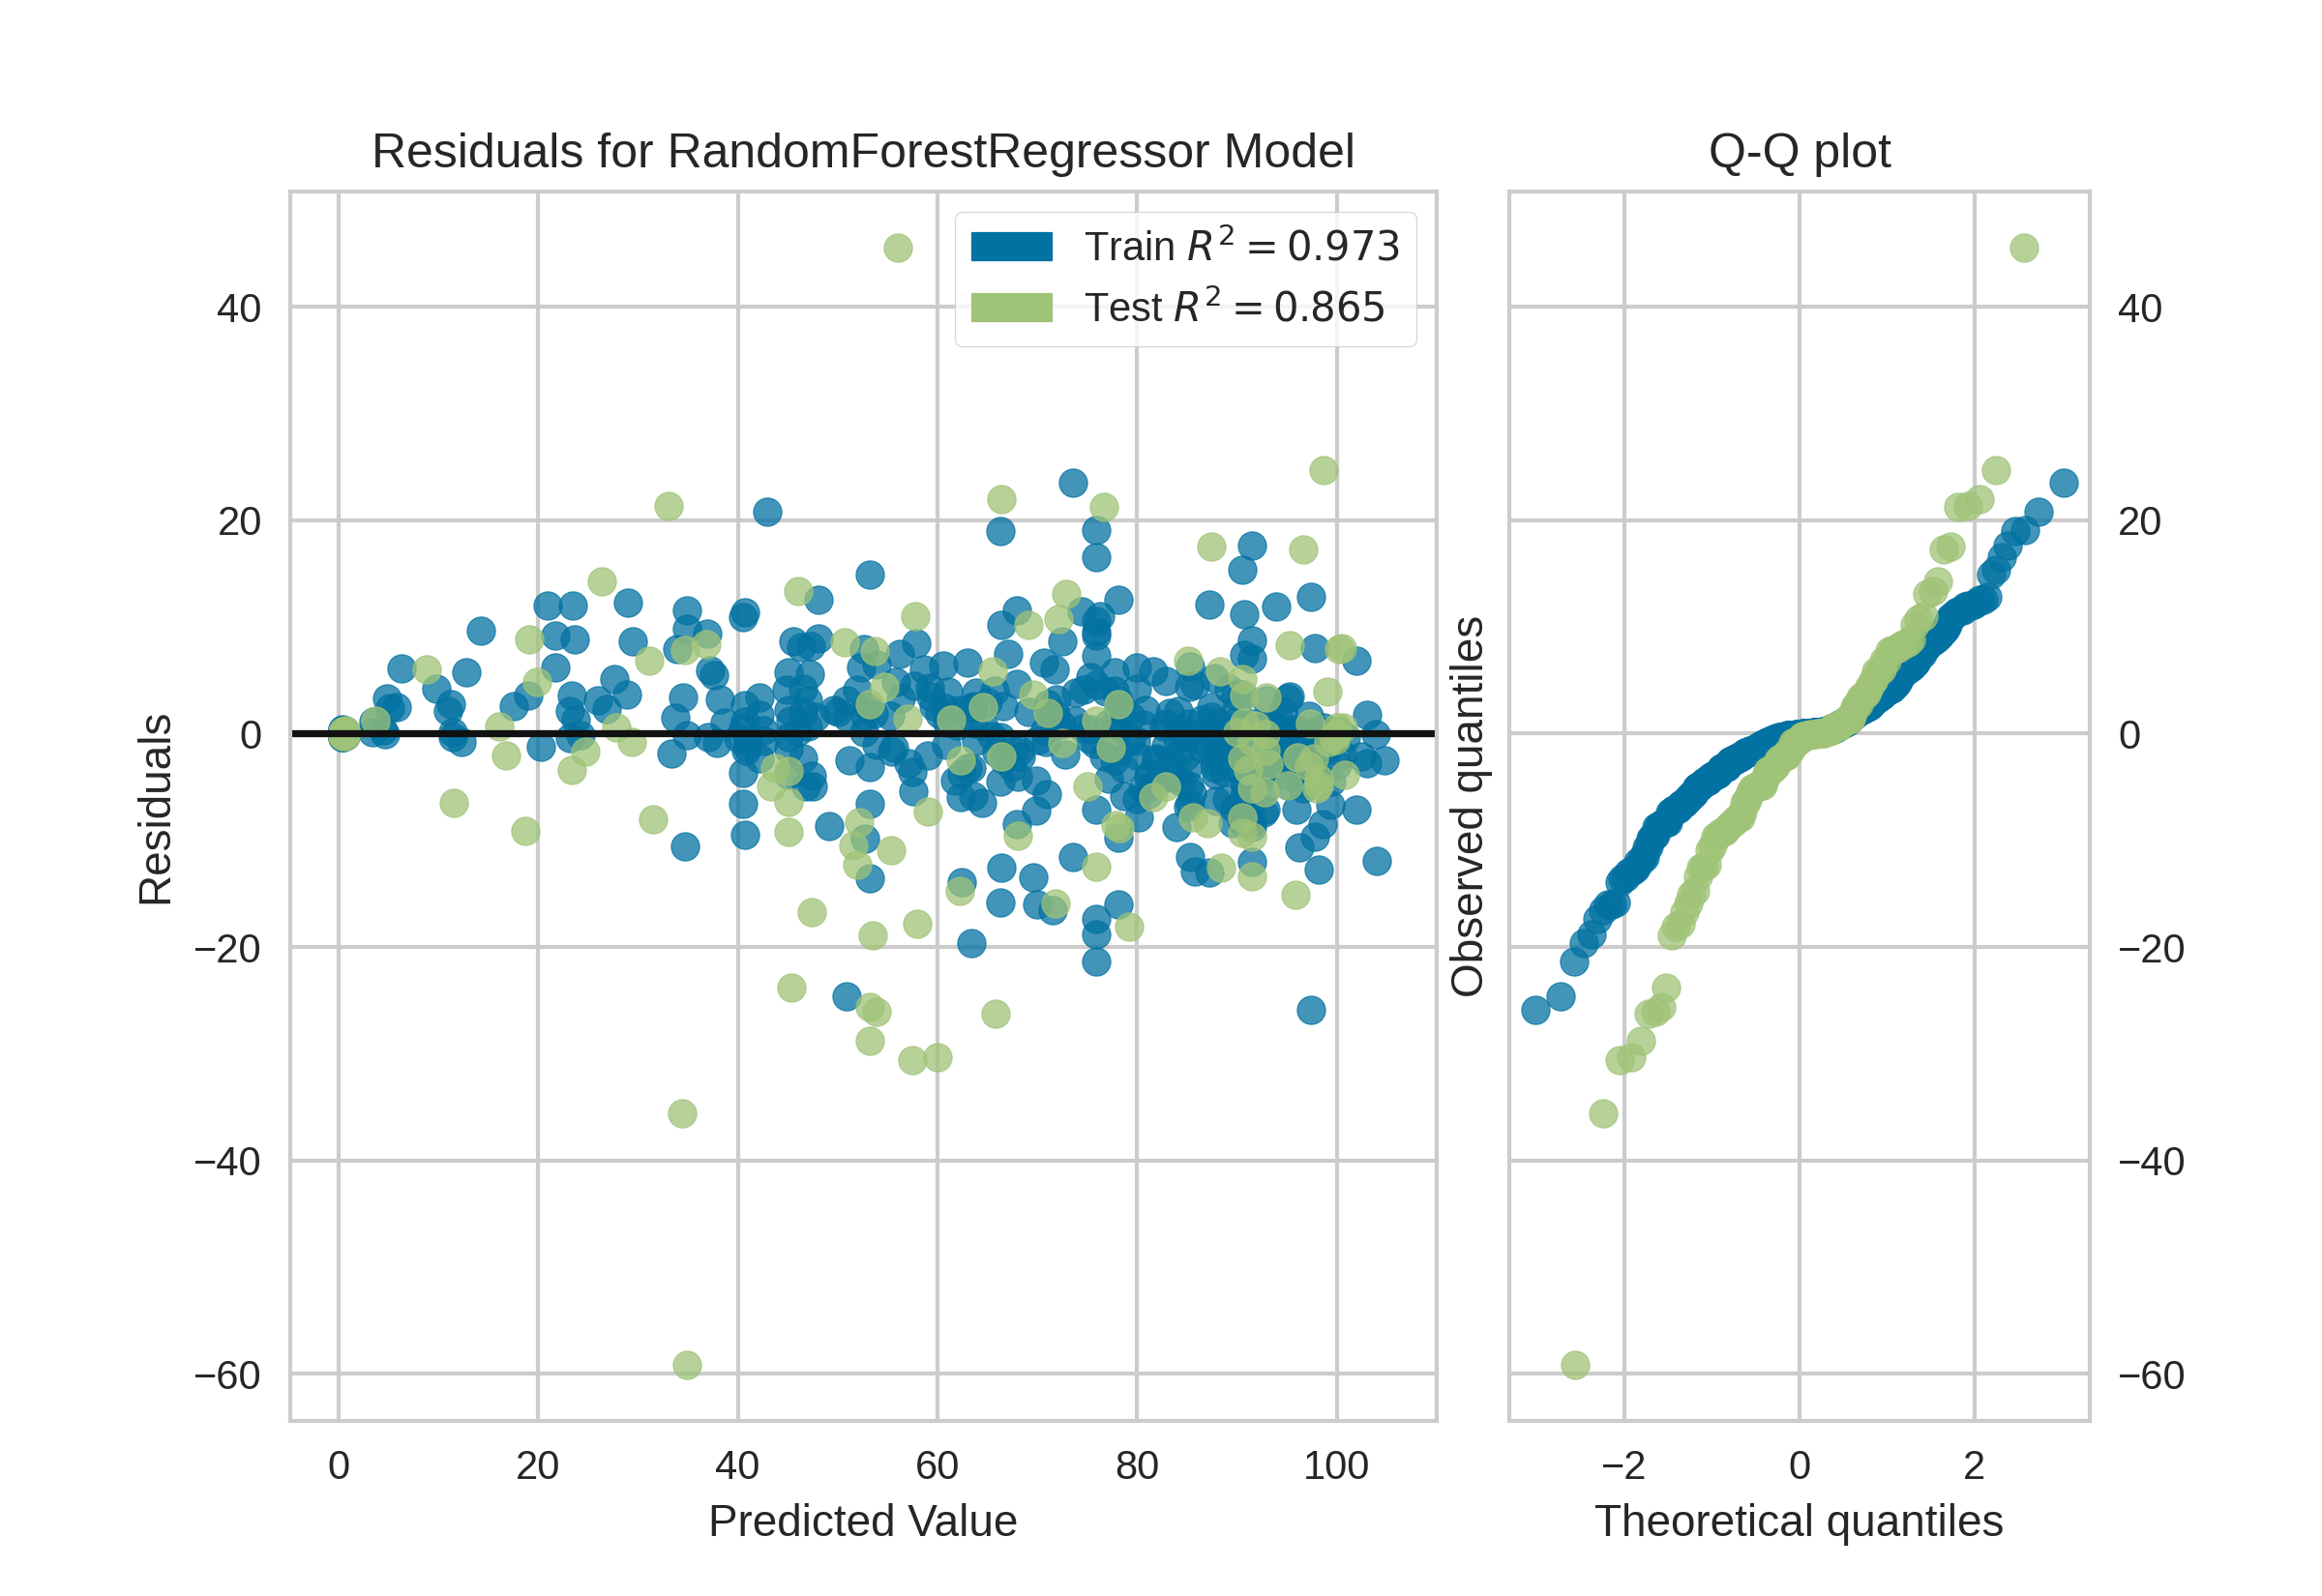 Residuals for RandomForestRegressor Model
Train R² = 0.973
Test R² = 0.865
40
20
0
−20
−40
−60
Residuals
0 20 40 60 80 100
Predicted Value
Q-Q plot
Observed quantiles
40
20
0
−20
−40
−60
−2 0 2
Theoretical quantiles